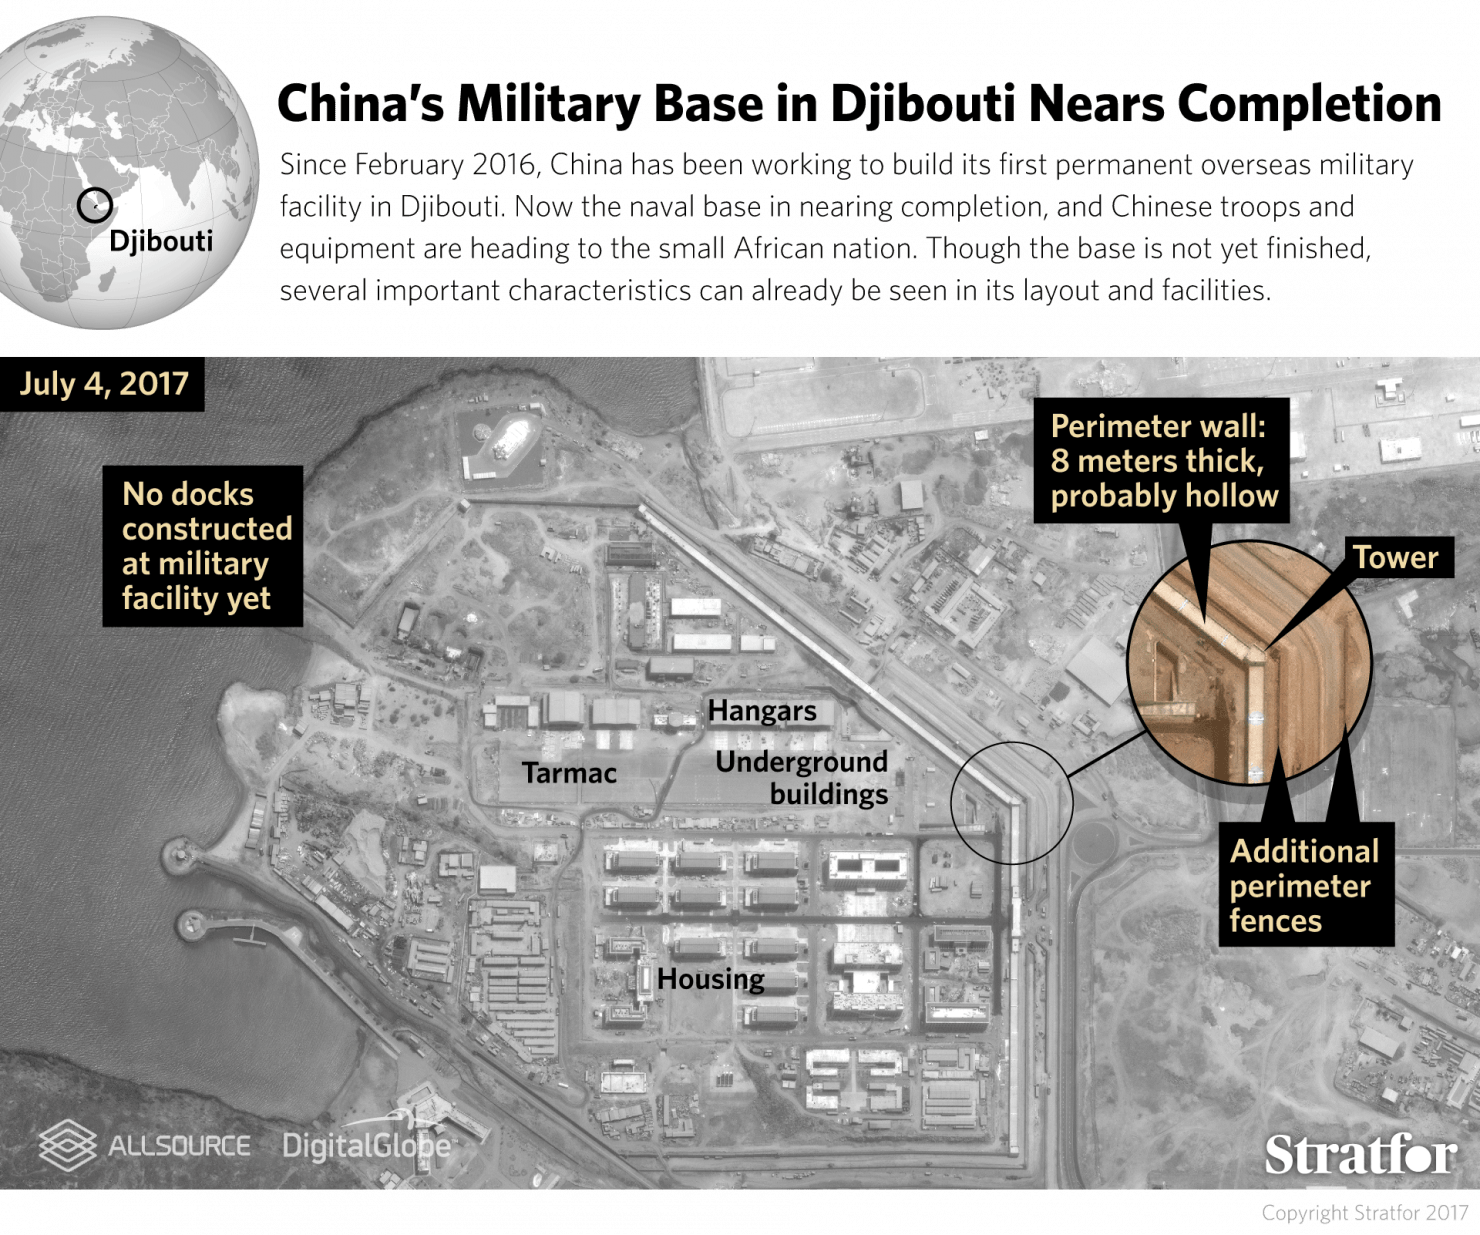 China's Military Base in Djibouti Nears Completion
Since February 2016, China has been working to build its first permanent overseas military
facility in Djibouti. Now the naval base in nearing completion, and Chinese troops and
equipment are heading to the small African nation. Though the base is not yet finished,
several important characteristics can already be seen in its layout and facilities.
Djibouti
July 4, 2017
No docks
constructed
at military
facility yet
Perimeter wall:
8 meters thick,
probably hollow
Tower
Hangars
Underground
buildings
Tarmac
Additional
perimeter
fences
Housing
ALLSOURCE
DigitalGlobe
Stratfor
Copyright Stratfor 2017